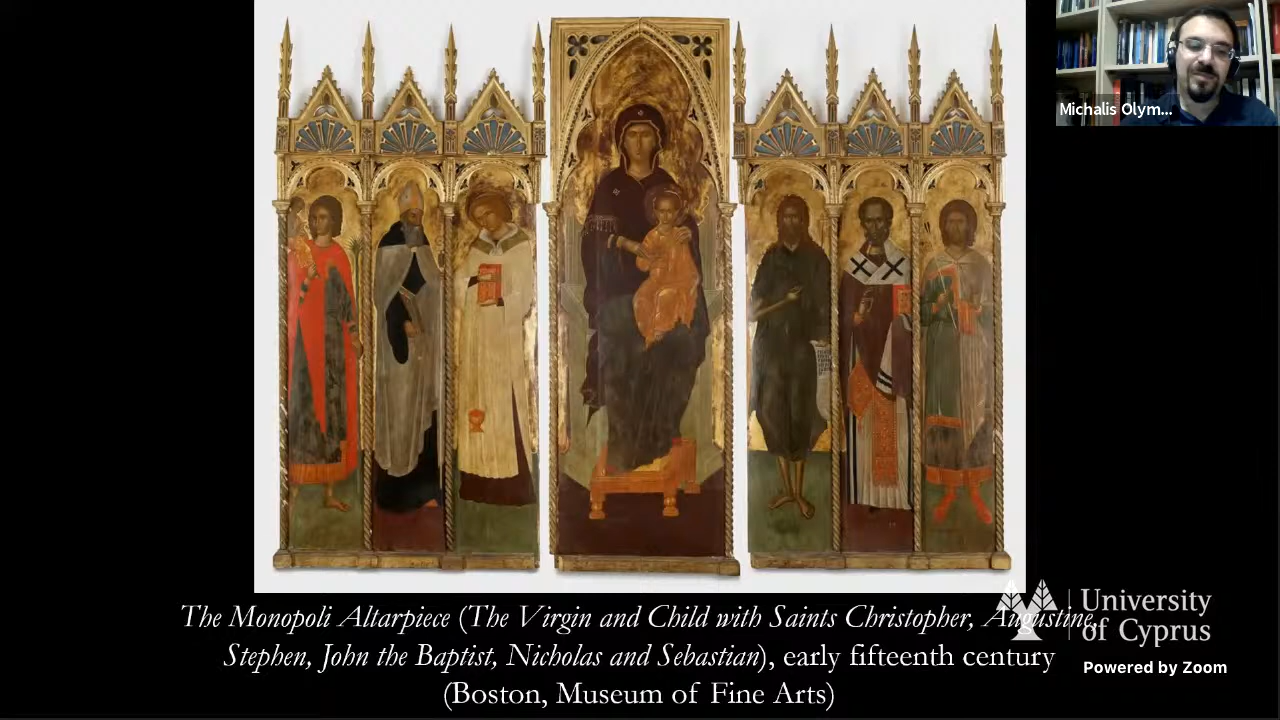 Michalis Olym...
The Monopoli Altarpiece (The Virgin and Child with Saints Christopher, Augustine,
Stephen, John the Baptist, Nicholas and Sebastian), early fifteenth century
(Boston, Museum of Fine Arts)
University
of Cyprus
Powered by Zoom